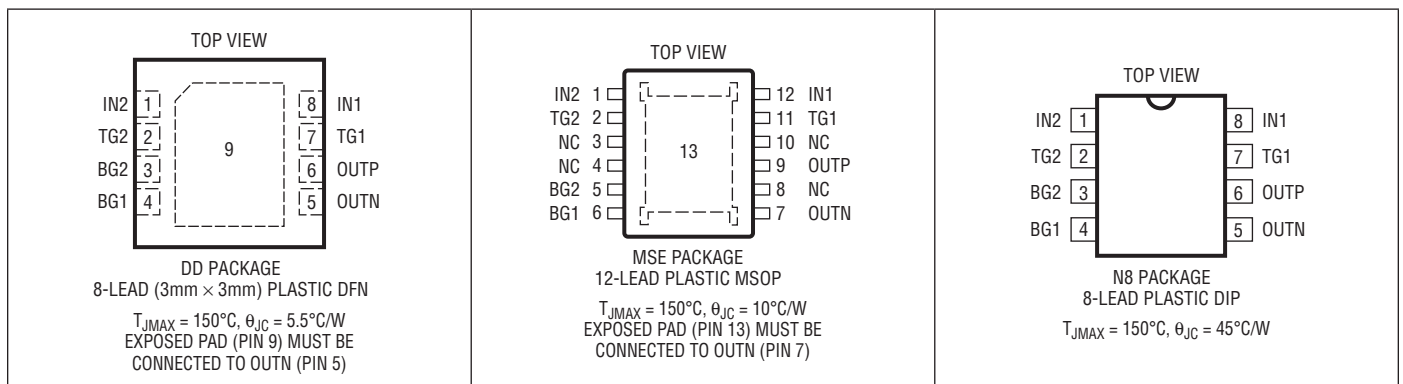 TOP VIEW
IN2 1 8 IN1
TG2 2 7 TG1
BG2 3 9 6 OUTP
BG1 4 5 OUTN
DD PACKAGE
8-LEAD (3mm × 3mm) PLASTIC DFN
TJMAX = 150°C, θJC = 5.5°C/W
EXPOSED PAD (PIN 9) MUST BE
CONNECTED TO OUTN (PIN 5)
TOP VIEW
IN2 1 12 IN1
TG2 2 11 TG1
NC 3 10 NC
13
NC 4 9 OUTP
BG2 5 8 NC
BG1 6 7 OUTN
MSE PACKAGE
12-LEAD PLASTIC MSOP
TJMAX = 150°C, θJC = 10°C/W
EXPOSED PAD (PIN 13) MUST BE
CONNECTED TO OUTN (PIN 7)
TOP VIEW
IN2 1 8 IN1
TG2 2 7 TG1
BG2 3 6 OUTP
BG1 4 5 OUTN
N8 PACKAGE
8-LEAD PLASTIC DIP
TJMAX = 150°C, θJC = 45°C/W